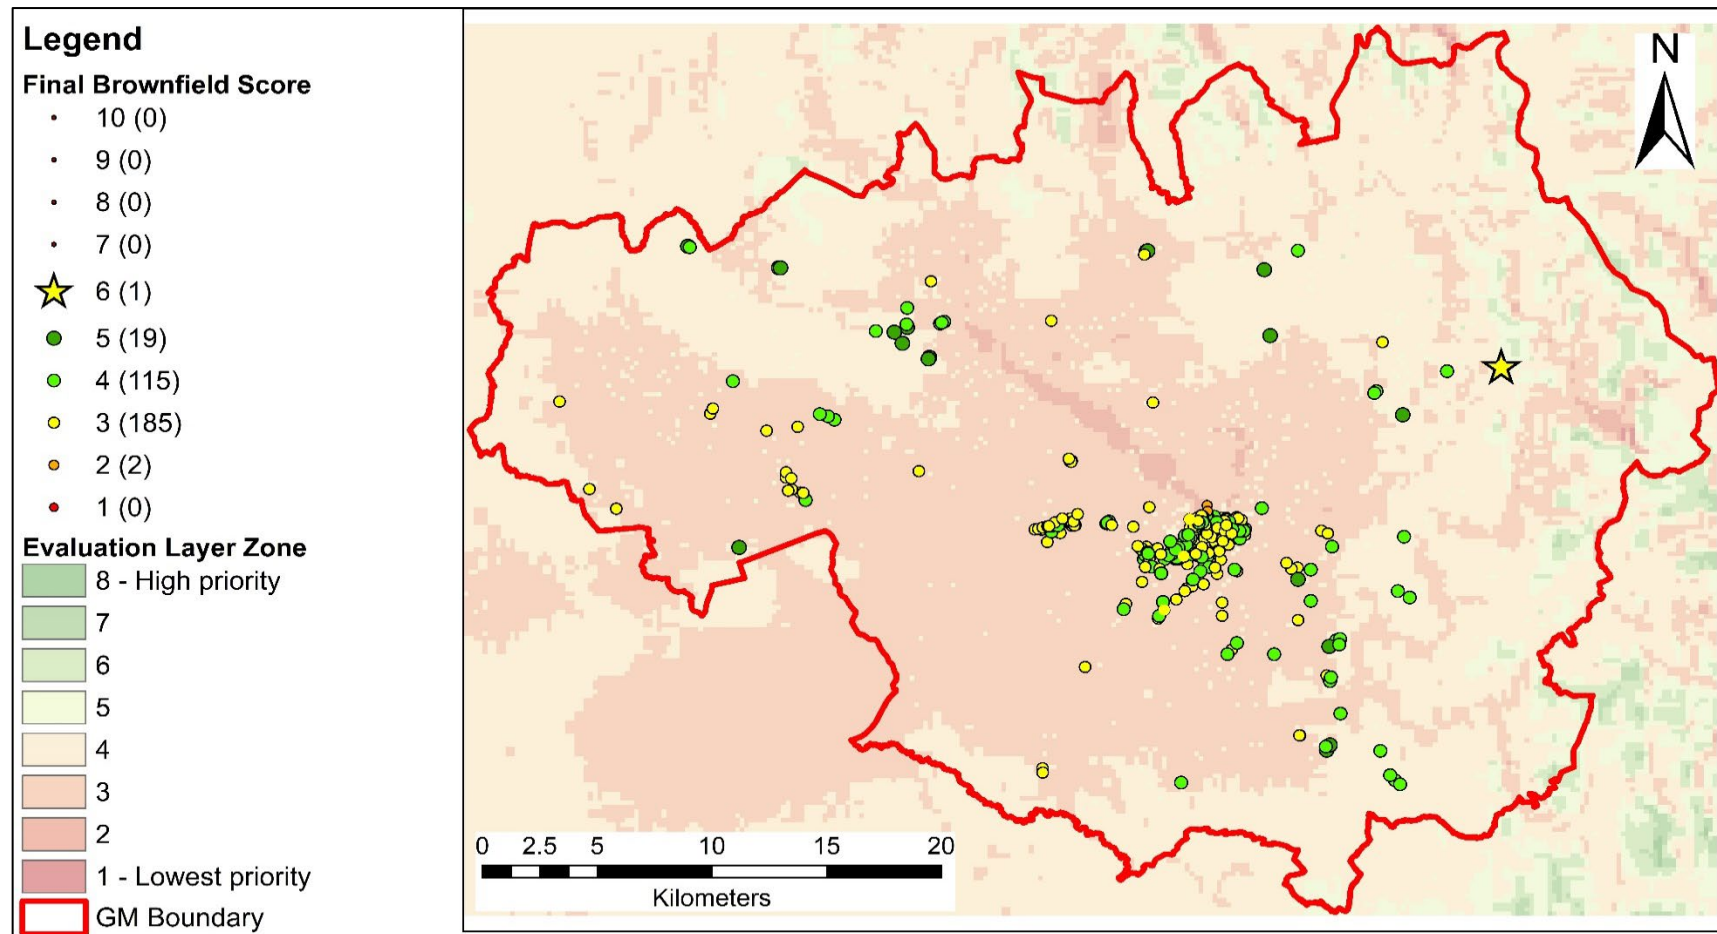 Legend
Final Brownfield Score
10 (0)
9 (0)
8 (0)
7 (0)
6 (1)
5 (19)
4 (115)
3 (185)
2 (2)
1 (0)
Evaluation Layer Zone
8 - High priority
7
6
5
4
3
2
1 - Lowest priority
GM Boundary
N
0 2.5 5 10 15 20
Kilometers